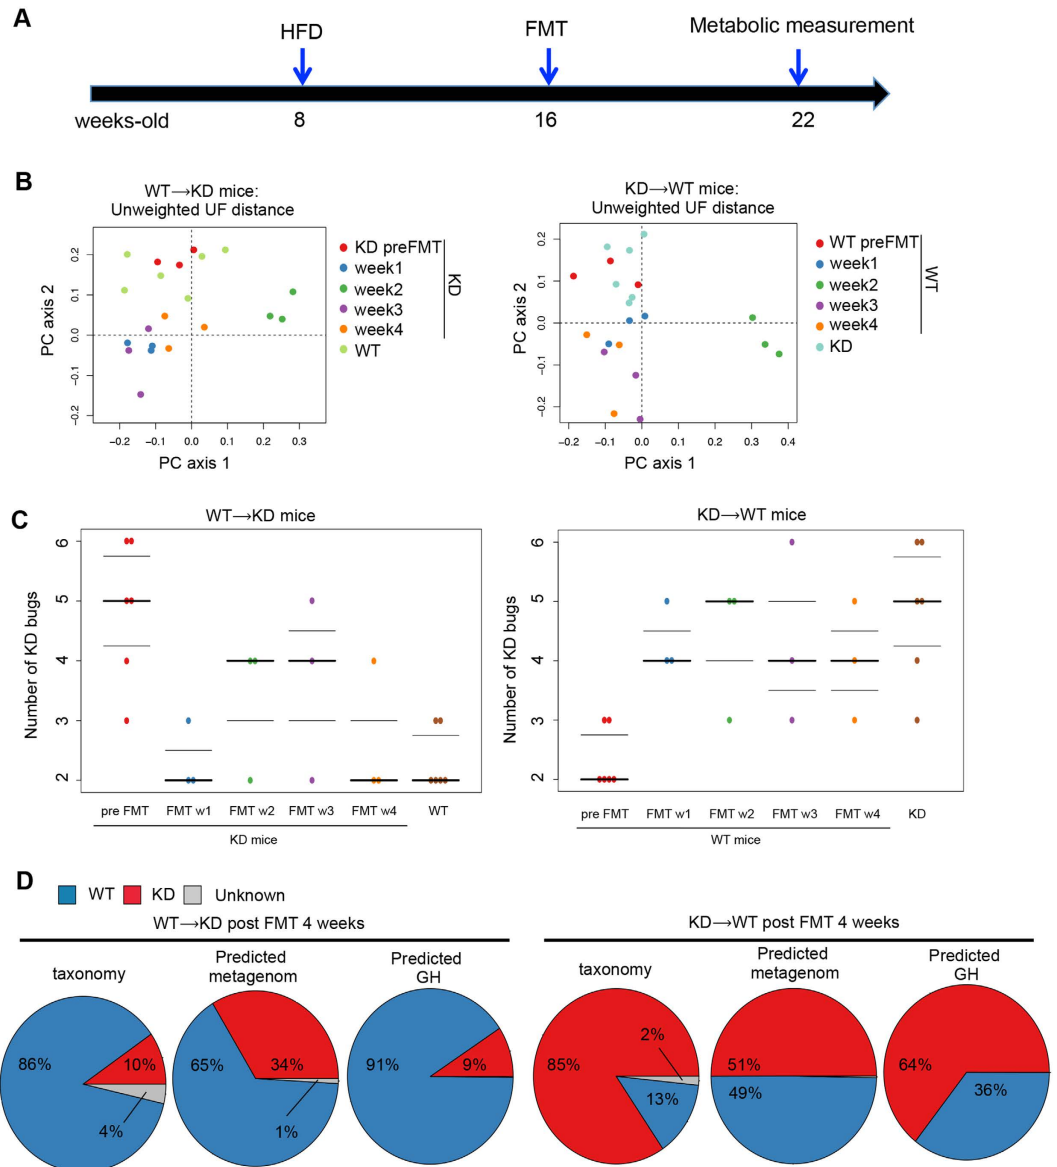 A
HFD
FMT
Metabolic measurement
weeks-old
8
16
22
B
WT→KD mice:
Unweighted UF distance
PC axis 2
0.2
0.1
0.0
−0.1
−0.2
−0.2
−0.1
0.0
0.1
0.2
0.3
PC axis 1
KD preFMT
week1
week2
week3
week4
WT
KD
KD→WT mice:
Unweighted UF distance
PC axis 2
0.2
0.1
0.0
−0.1
−0.2
−0.2
−0.1
0.0
0.1
0.2
0.3
0.4
PC axis 1
WT preFMT
week1
week2
week3
week4
KD
WT
C
WT→KD mice
Number of KD bugs
6
5
4
3
2
pre FMT
FMT w1
FMT w2
FMT w3
FMT w4
WT
KD mice
KD→WT mice
Number of KD bugs
6
5
4
3
2
pre FMT
FMT w1
FMT w2
FMT w3
FMT w4
KD
WT mice
D
WT
KD
Unknown
WT→KD post FMT 4 weeks
taxonomy
86%
10%
4%
Predicted
metagenom
65%
34%
1%
Predicted
GH
91%
9%
KD→WT post FMT 4 weeks
taxonomy
85%
2%
13%
Predicted
metagenom
51%
49%
Predicted
GH
64%
36%